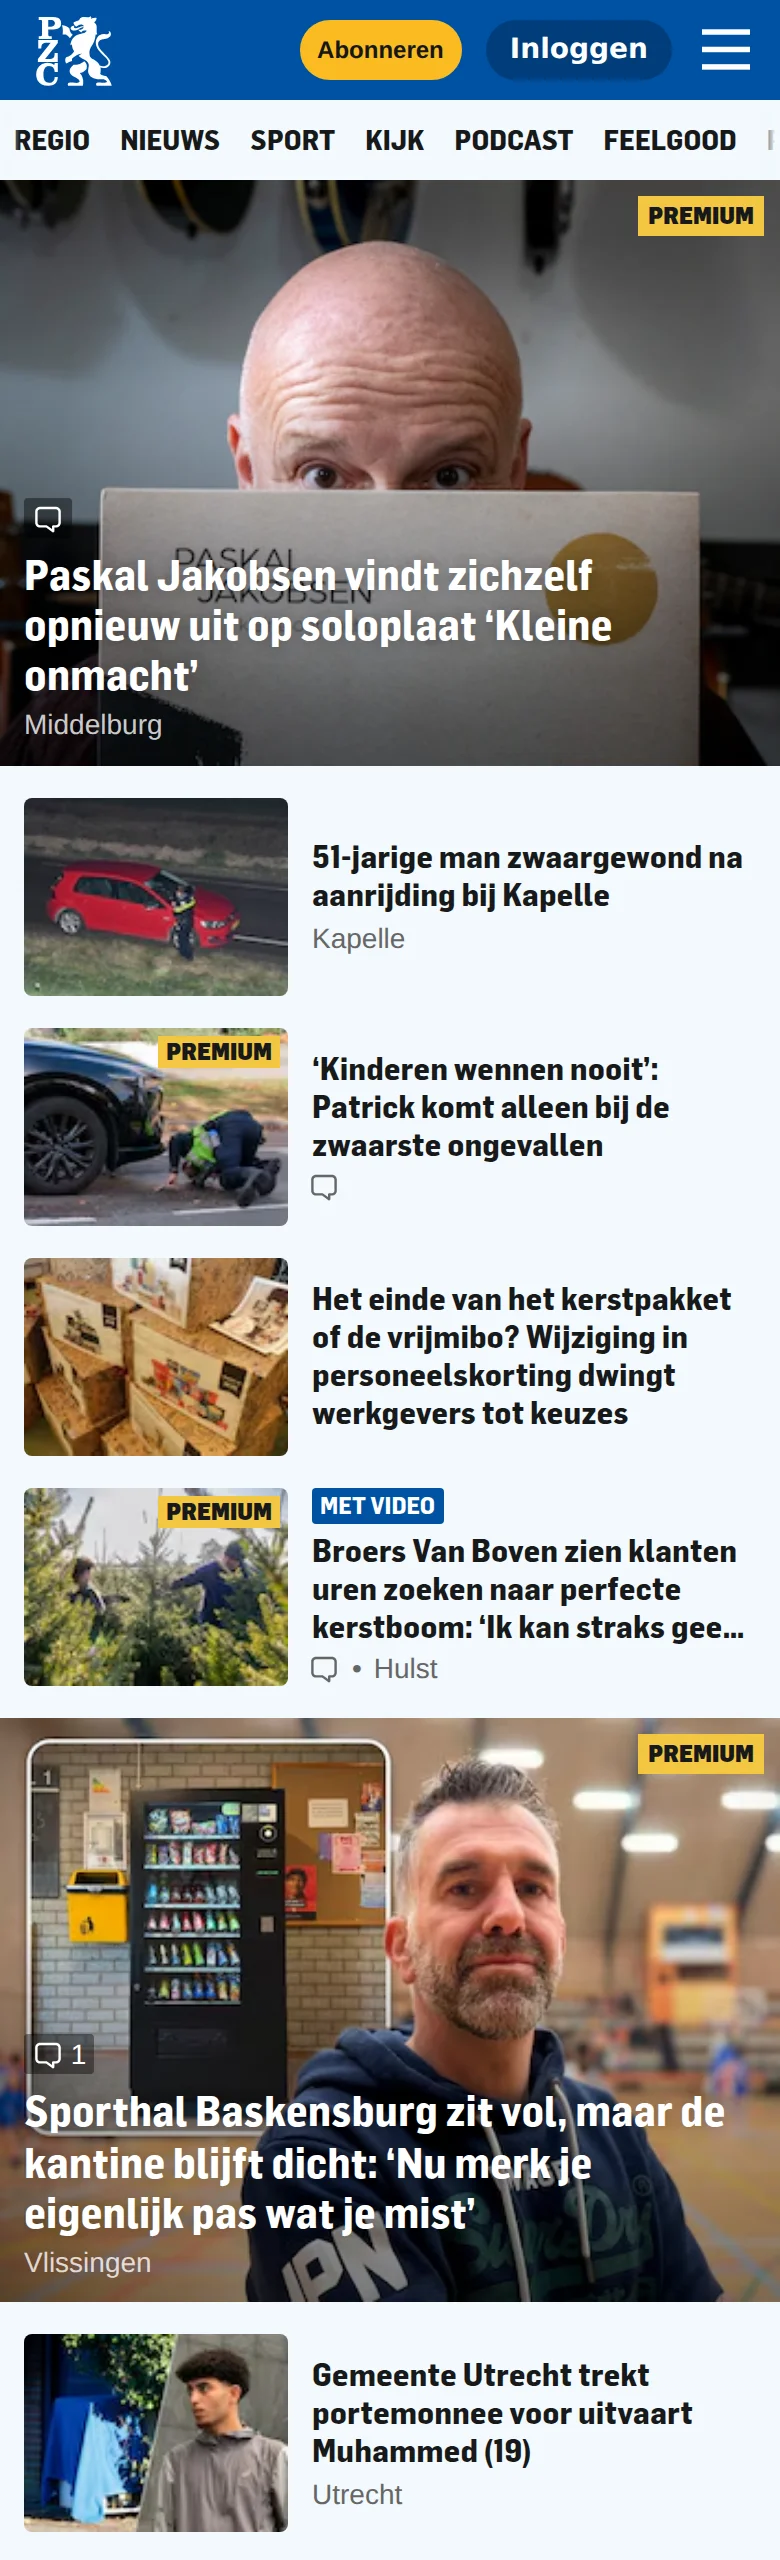 PZC
Abonneren
Inloggen
REGIO NIEUWS SPORT KIJK PODCAST FEELGOOD
PREMIUM
PASKAL
JAKOBSEN
Paskal Jakobsen vindt zichzelf
opnieuw uit op soloplaat ‘Kleine
onmacht’
Middelburg
51-jarige man zwaargewond na
aanrijding bij Kapelle
Kapelle
PREMIUM
‘Kinderen wennen nooit’:
Patrick komt alleen bij de
zwaarste ongevallen
Het einde van het kerstpakket
of de vrijmibo? Wijziging in
personeelskorting dwingt
werkgevers tot keuzes
PREMIUM
MET VIDEO
Broers Van Boven zien klanten
uren zoeken naar perfecte
kerstboom: ‘Ik kan straks gee...
• Hulst
PREMIUM
1
1
Sporthal Baskensburg zit vol, maar de
kantine blijft dicht: ‘Nu merk je
eigenlijk pas wat je mist’
Vlissingen
JPN
Gemeente Utrecht trekt
portemonnee voor uitvaart
Muhammed (19)
Utrecht